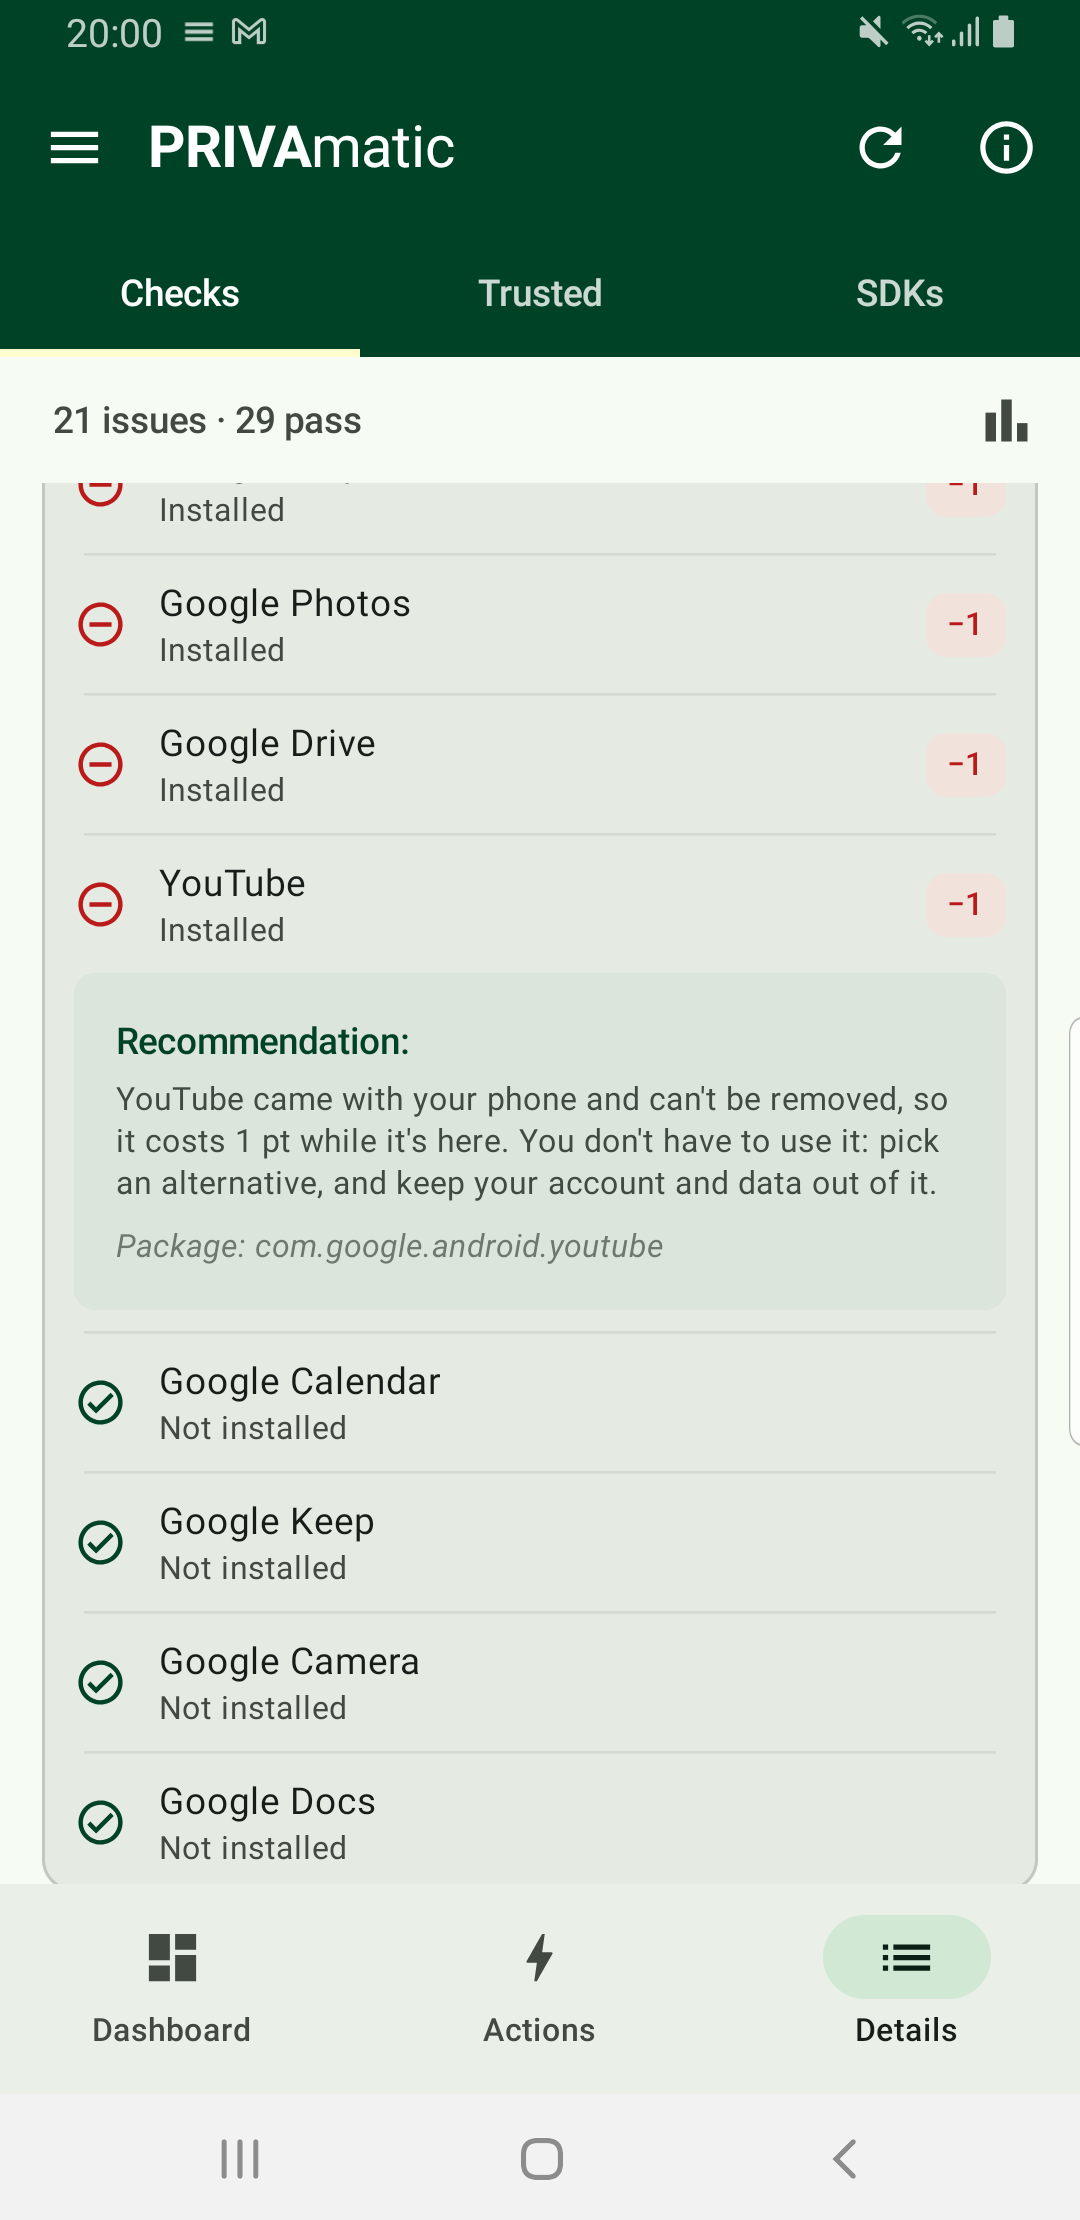 20:00
PRIVAmatic
Checks
Trusted
SDKs
21 issues · 29 pass
Installed
−1
Google Photos
Installed
−1
Google Drive
Installed
−1
YouTube
Installed
−1
Recommendation:
YouTube came with your phone and can't be removed, so
it costs 1 pt while it's here. You don't have to use it: pick
an alternative, and keep your account and data out of it.
Package: com.google.android.youtube
Google Calendar
Not installed
Google Keep
Not installed
Google Camera
Not installed
Google Docs
Not installed
Dashboard
Actions
Details